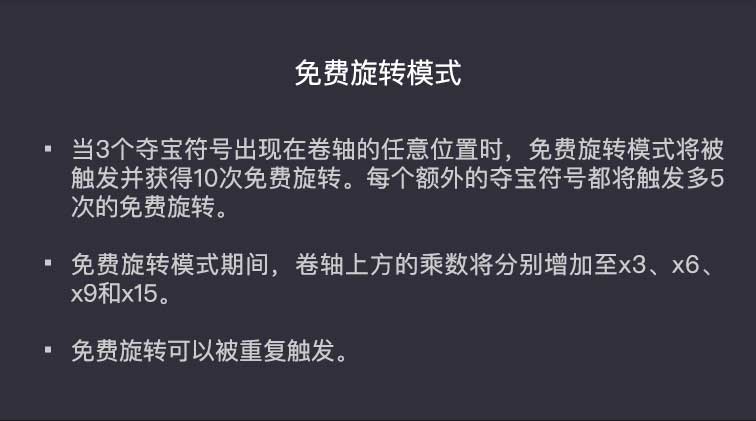 免费旋转模式
▪ 当3个夺宝符号出现在卷轴的任意位置时，免费旋转模式将被
触发并获得10次免费旋转。每个额外的夺宝符号都将触发多5
次的免费旋转。
▪ 免费旋转模式期间，卷轴上方的乘数将分别增加至x3、x6、
x9和x15。
▪ 免费旋转可以被重复触发。